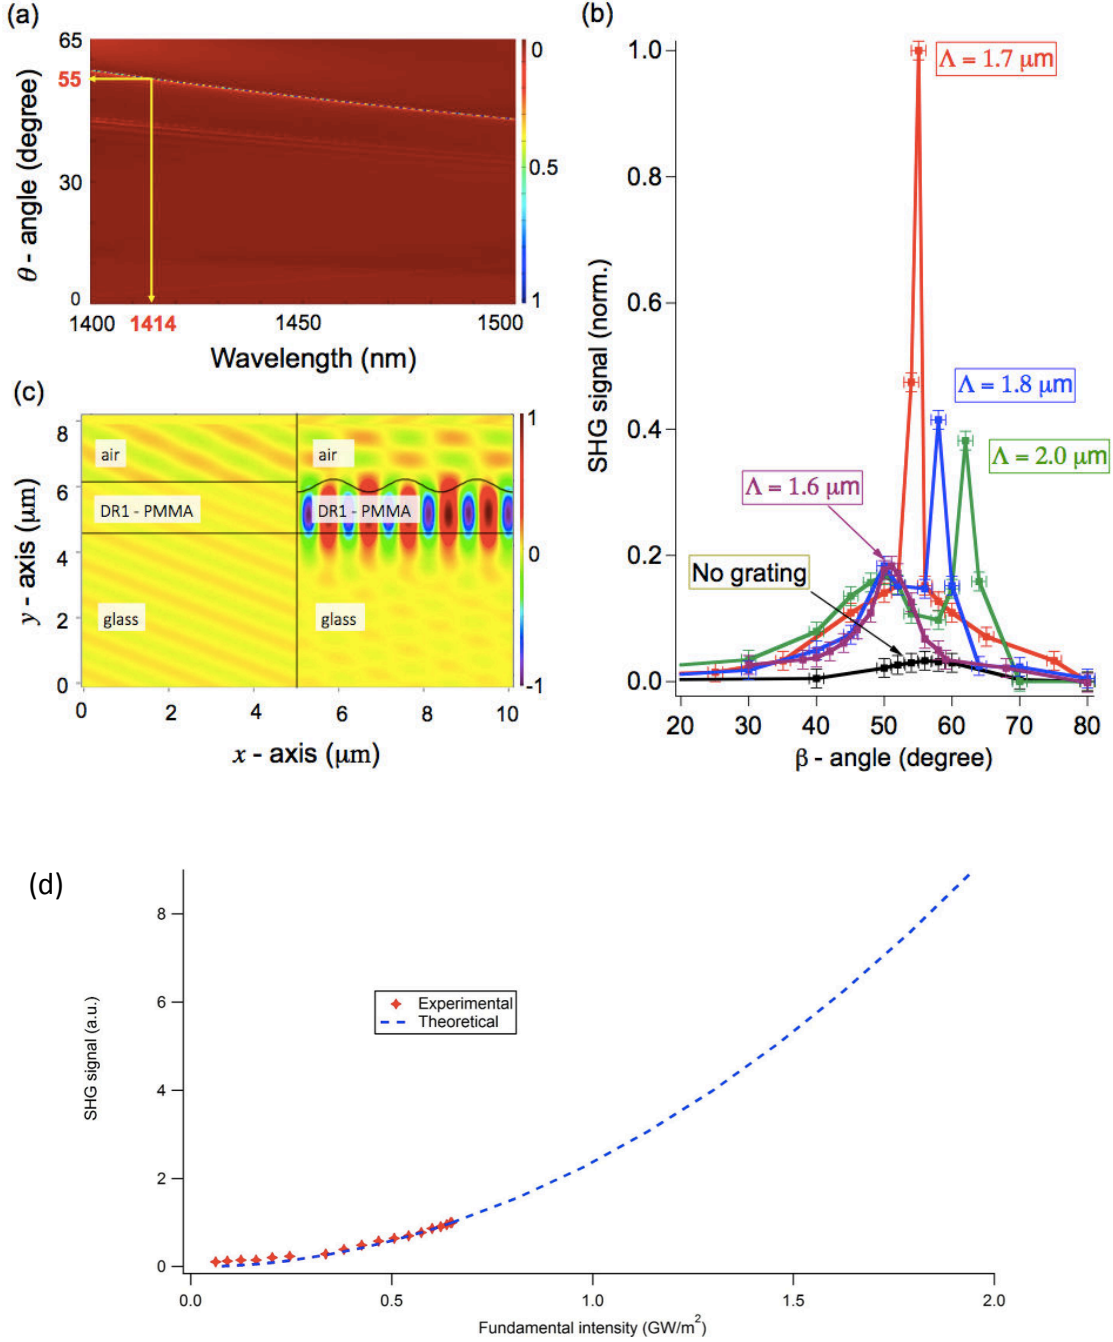 (a)
65
55
30
0
θ - angle (degree)
1400
1414
1450
1500
Wavelength (nm)
0
0.5
1
(b)
1.0
0.8
0.6
0.4
0.2
0.0
SHG signal (norm.)
Λ = 1.7 μm
Λ = 1.8 μm
Λ = 2.0 μm
Λ = 1.6 μm
No grating
20
30
40
50
60
70
80
β - angle (degree)
(c)
8
6
4
2
0
y - axis (μm)
air
DR1 - PMMA
glass
air
DR1 - PMMA
glass
1
0
-1
0
2
4
6
8
10
x - axis (μm)
(d)
8
6
4
2
0
SHG signal (a.u.)
Experimental
Theoretical
0.0
0.5
1.0
1.5
2.0
Fundamental intensity (GW/m²)